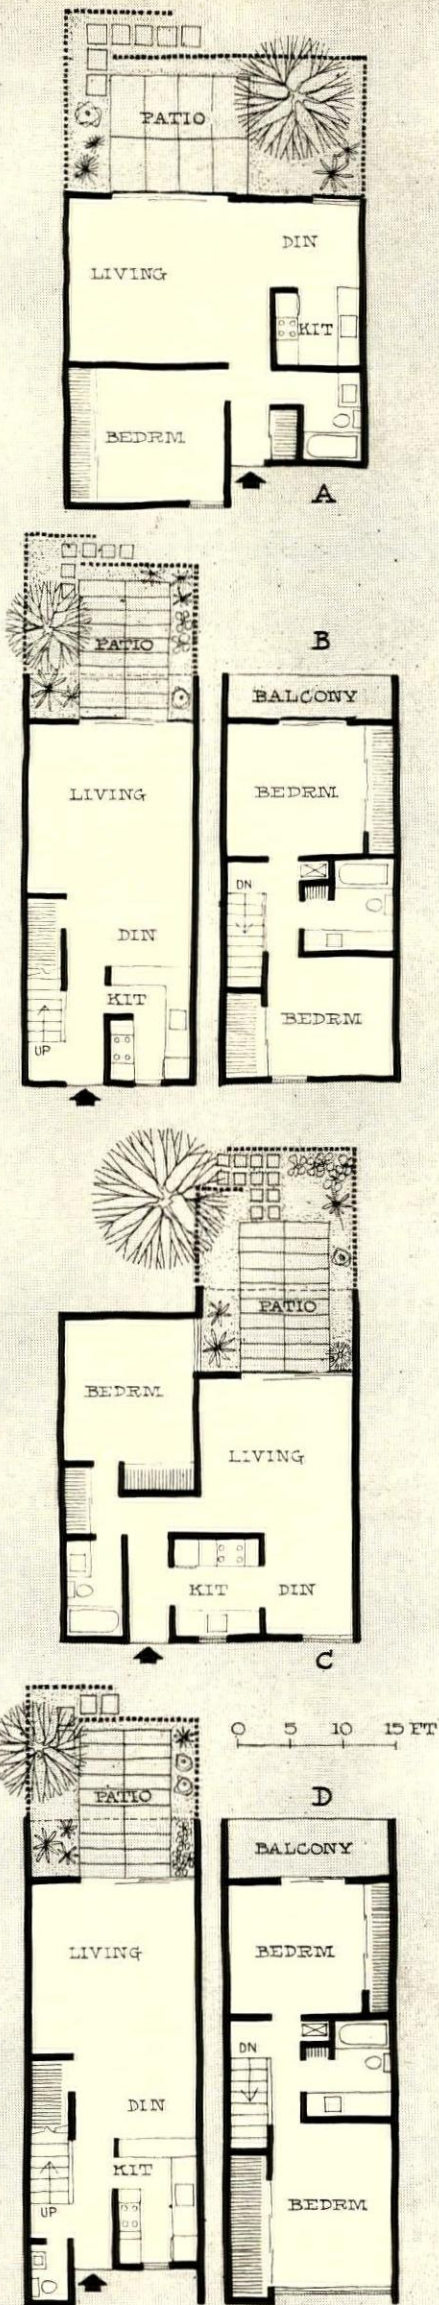 PATIO
DIN
LIVING
KIT
BEDRM
A
B
PATIO
BALCONY
LIVING
BEDRM
DN
DIN
KIT
BEDRM
UP
PATIO
BEDRM
LIVING
KIT DIN
C
0 5 10 15 FT
D
PATIO
BALCONY
LIVING
BEDRM
DN
DIN
KIT
BEDRM
UP